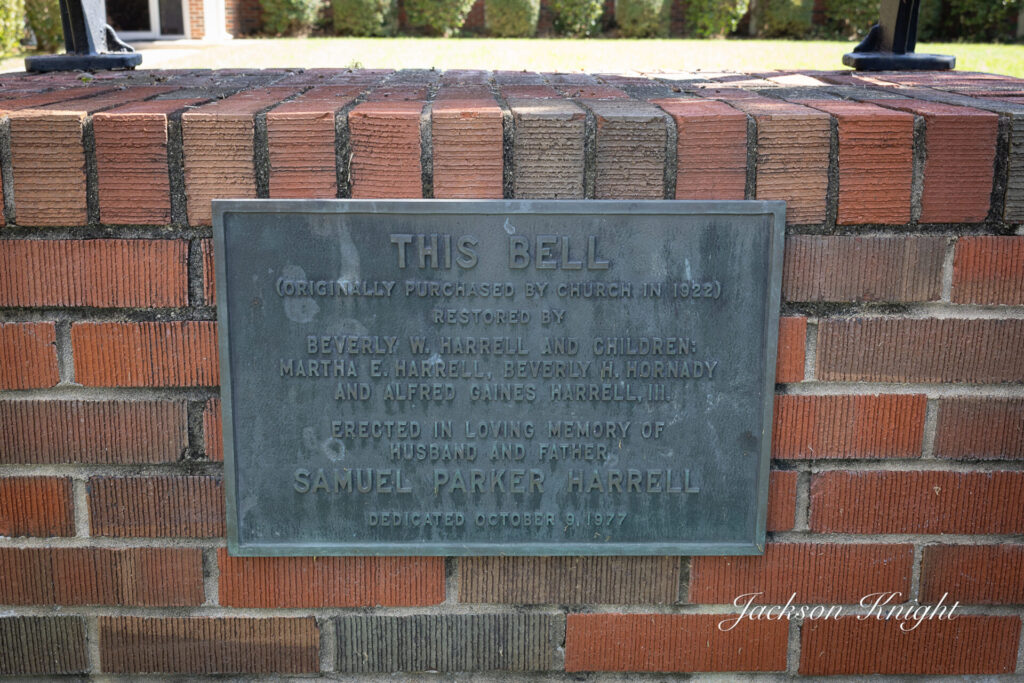 THIS BELL
(ORIGINALLY PURCHASED BY CHURCH IN 1922)
RESTORED BY
BEVERLY W. HARRELL AND CHILDREN:
MARTHA E. HARRELL, BEVERLY H. HORNADY
AND ALFRED GAINES HARRELL, III.
ERECTED IN LOVING MEMORY OF
HUSBAND AND FATHER
SAMUEL PARKER HARRELL
DEDICATED OCTOBER 9, 1977
Jackson Knight